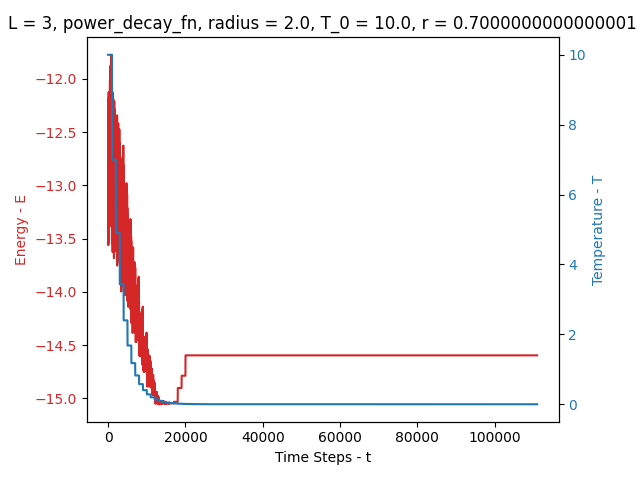 L = 3, power_decay_fn, radius = 2.0, T_0 = 10.0, r = 0.7000000000000001
−12.0
−12.5
−13.0
−13.5
−14.0
−14.5
−15.0
Energy - E
10
8
6
4
2
0
Temperature - T
0 20000 40000 60000 80000 100000
Time Steps - t